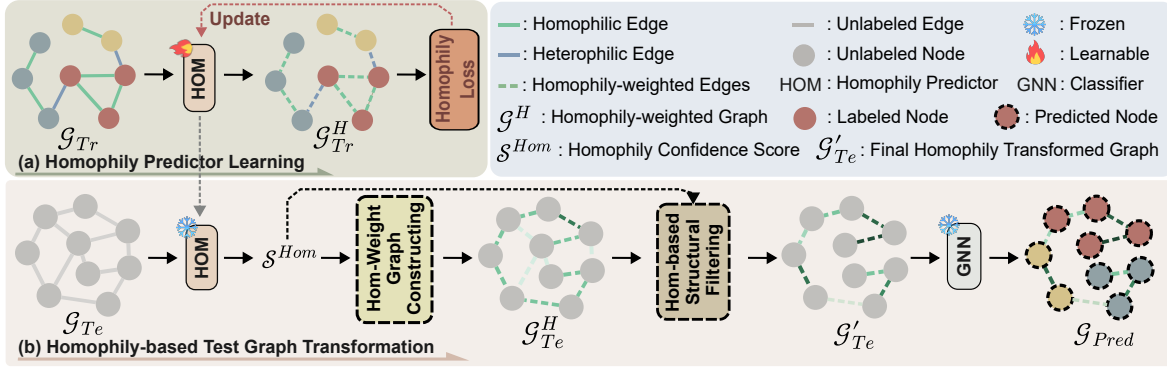 Update
HOM
Homophily
Loss
𝒢_Tr
𝒢^H_Tr
(a) Homophily Predictor Learning
: Homophilic Edge
: Unlabeled Edge
: Frozen
: Heterophilic Edge
: Unlabeled Node
: Learnable
: Homophily-weighted Edges
HOM : Homophily Predictor
GNN : Classifier
𝒢^H : Homophily-weighted Graph
: Labeled Node
: Predicted Node
𝒮^Hom : Homophily Confidence Score
𝒢′_Te : Final Homophily Transformed Graph
HOM
𝒮^Hom
Hom-Weight
Graph
Constructing
Hom-based
Structural
Filtering
GNN
𝒢_Te
𝒢^H_Te
𝒢′_Te
𝒢_Pred
(b) Homophily-based Test Graph Transformation